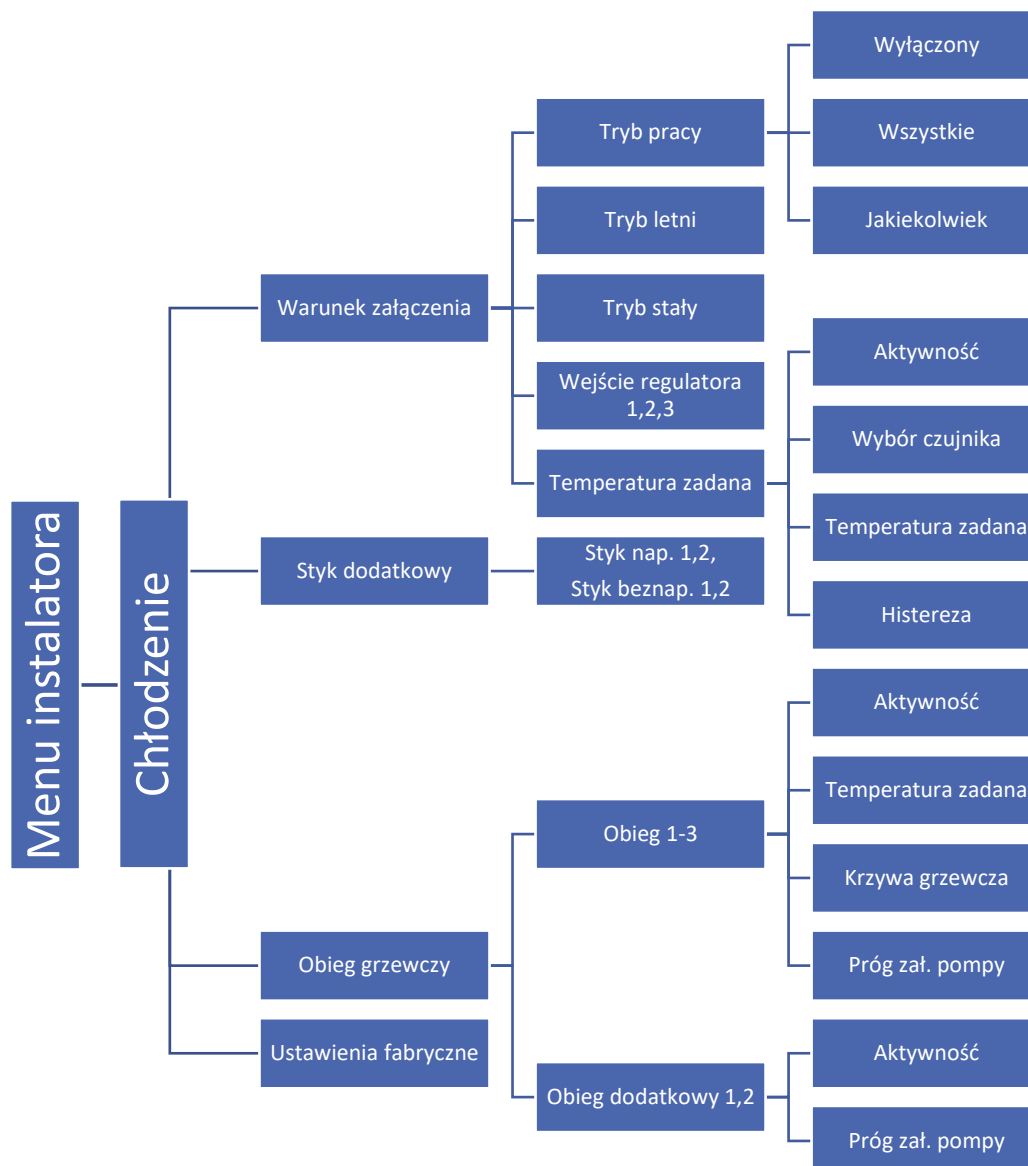 Menu instalatora
Chłodzenie
Warunek załączenia
Tryb pracy
Wyłączony
Wszystkie
Jakiekolwiek
Tryb letni
Tryb stały
Wejście regulatora
1,2,3
Temperatura zadana
Aktywność
Wybór czujnika
Temperatura zadana
Histereza
Styk dodatkowy
Styk nap. 1,2,
Styk beznap. 1,2
Obieg grzewczy
Obieg 1-3
Aktywność
Temperatura zadana
Krzywa grzewcza
Próg zał. pompy
Obieg dodatkowy 1,2
Aktywność
Próg zał. pompy
Ustawienia fabryczne